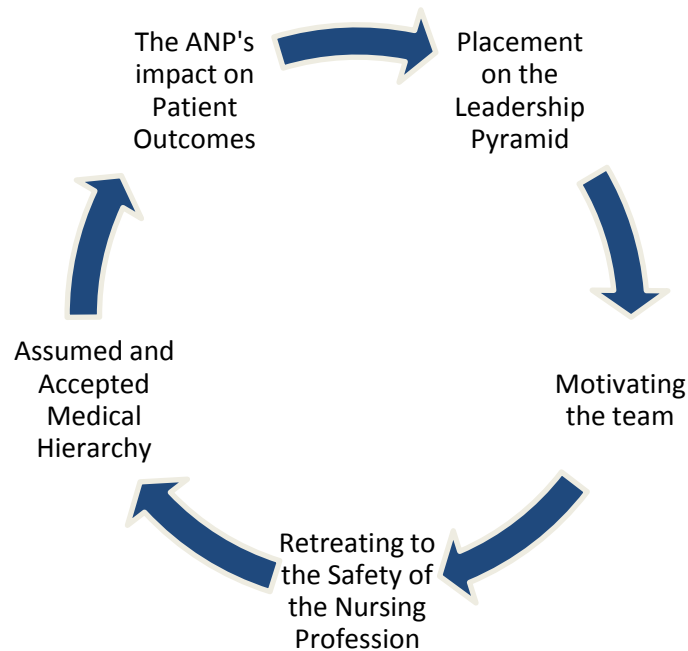 The ANP's
impact on
Patient
Outcomes
Placement
on the
Leadership
Pyramid
Motivating
the team
Retreating to
the Safety of
the Nursing
Profession
Assumed and
Accepted
Medical
Hierarchy